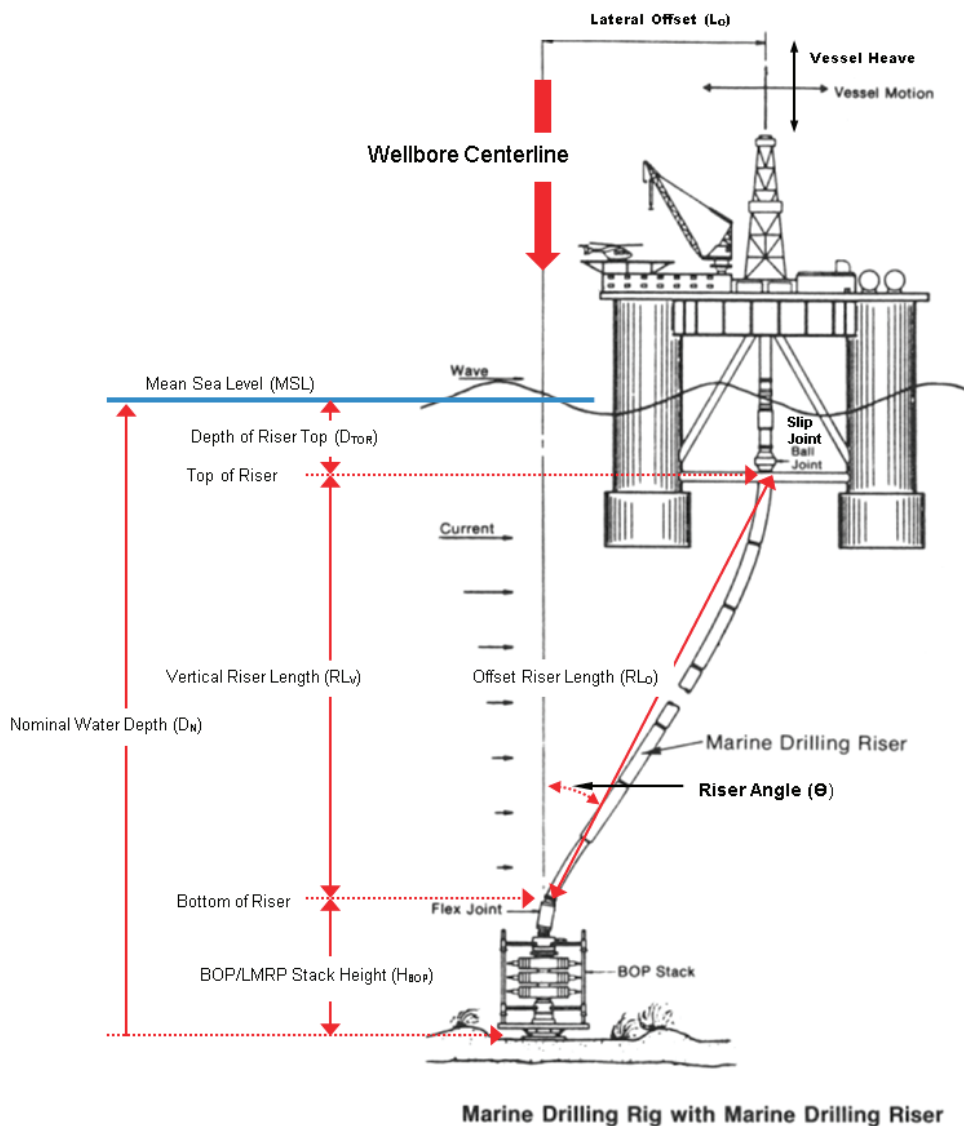 Lateral Offset (Lo)
Vessel Heave
Vessel Motion
Wellbore Centerline
Mean Sea Level (MSL)
Wave
Depth of Riser Top (DTOR)
Slip
Joint
Ball
Joint
Top of Riser
Current
Vertical Riser Length (RLV)
Offset Riser Length (RLO)
Nominal Water Depth (DN)
Marine Drilling Riser
Riser Angle (Θ)
Bottom of Riser
Flex Joint
BOP/LMRP Stack Height (HBOP)
BOP Stack
Marine Drilling Rig with Marine Drilling Riser